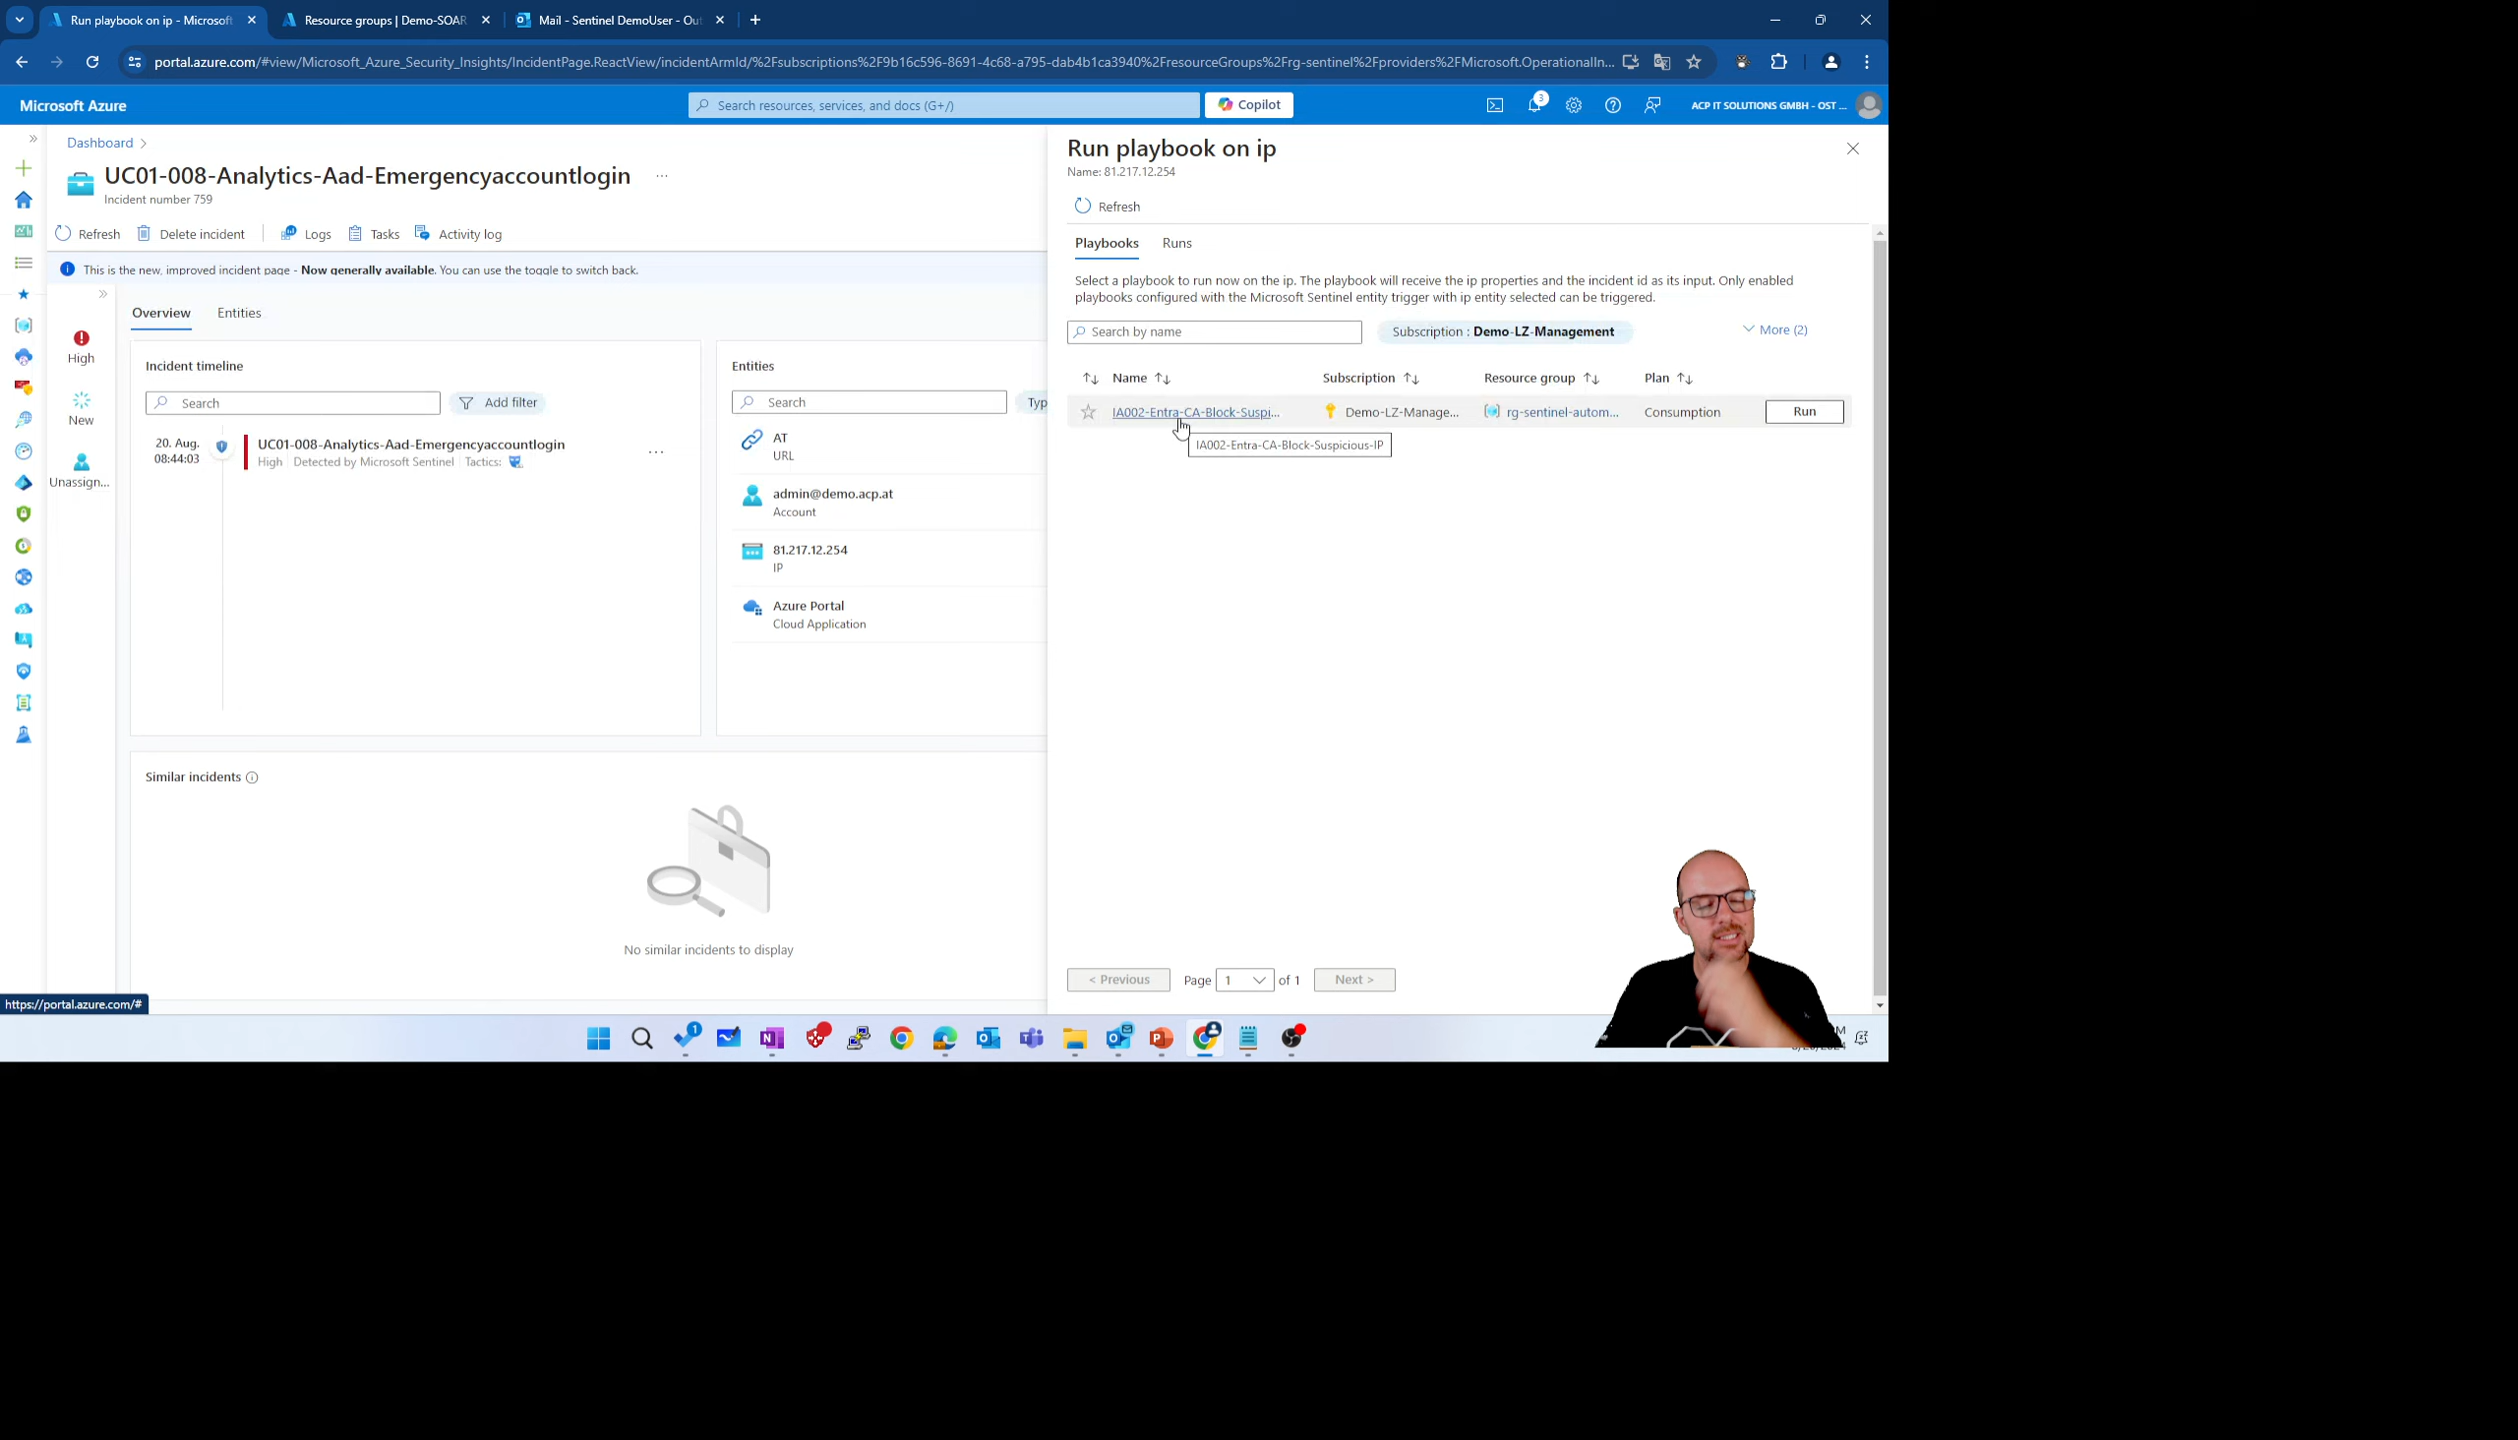 Run playbook on ip - Microsoft
Resource groups | Demo-SOAR
Mail - Sentinel DemoUser - Out
portal.azure.com/#view/Microsoft_Azure_Security_Insights/IncidentPage.ReactView/incidentArmId/%2Fsubscriptions%2F9b16c596-8691-4c68-a795-dab4b1ca3940%2FresourceGroups%2Frg-sentinel%2Fproviders%2FMicrosoft.OperationalIn...
Microsoft Azure
Search resources, services, and docs (G+/)
Copilot
3
ACP IT SOLUTIONS GMBH - OST ...
Dashboard
UC01-008-Analytics-Aad-Emergencyaccountlogin
Incident number 759
Refresh
Delete incident
Logs
Tasks
Activity log
This is the new, improved incident page - Now generally available. You can use the toggle to switch back.
High
New
Unassign...
Overview
Entities
Incident timeline
Search
Add filter
20. Aug.
08:44:03
UC01-008-Analytics-Aad-Emergencyaccountlogin
High
Detected by Microsoft Sentinel
Tactics:
Entities
Search
Typ
AT
URL
admin@demo.acp.at
Account
81.217.12.254
IP
Azure Portal
Cloud Application
Similar incidents
No similar incidents to display
Run playbook on ip
Name: 81.217.12.254
Refresh
Playbooks
Runs
Select a playbook to run now on the ip. The playbook will receive the ip properties and the incident id as its input. Only enabled
playbooks configured with the Microsoft Sentinel entity trigger with ip entity selected can be triggered.
Search by name
Subscription : Demo-LZ-Management
More (2)
Name
Subscription
Resource group
Plan
IA002-Entra-CA-Block-Suspi...
Demo-LZ-Manage...
rg-sentinel-autom...
Consumption
Run
IA002-Entra-CA-Block-Suspicious-IP
< Previous
Page
1
of 1
Next >
https://portal.azure.com/#
1